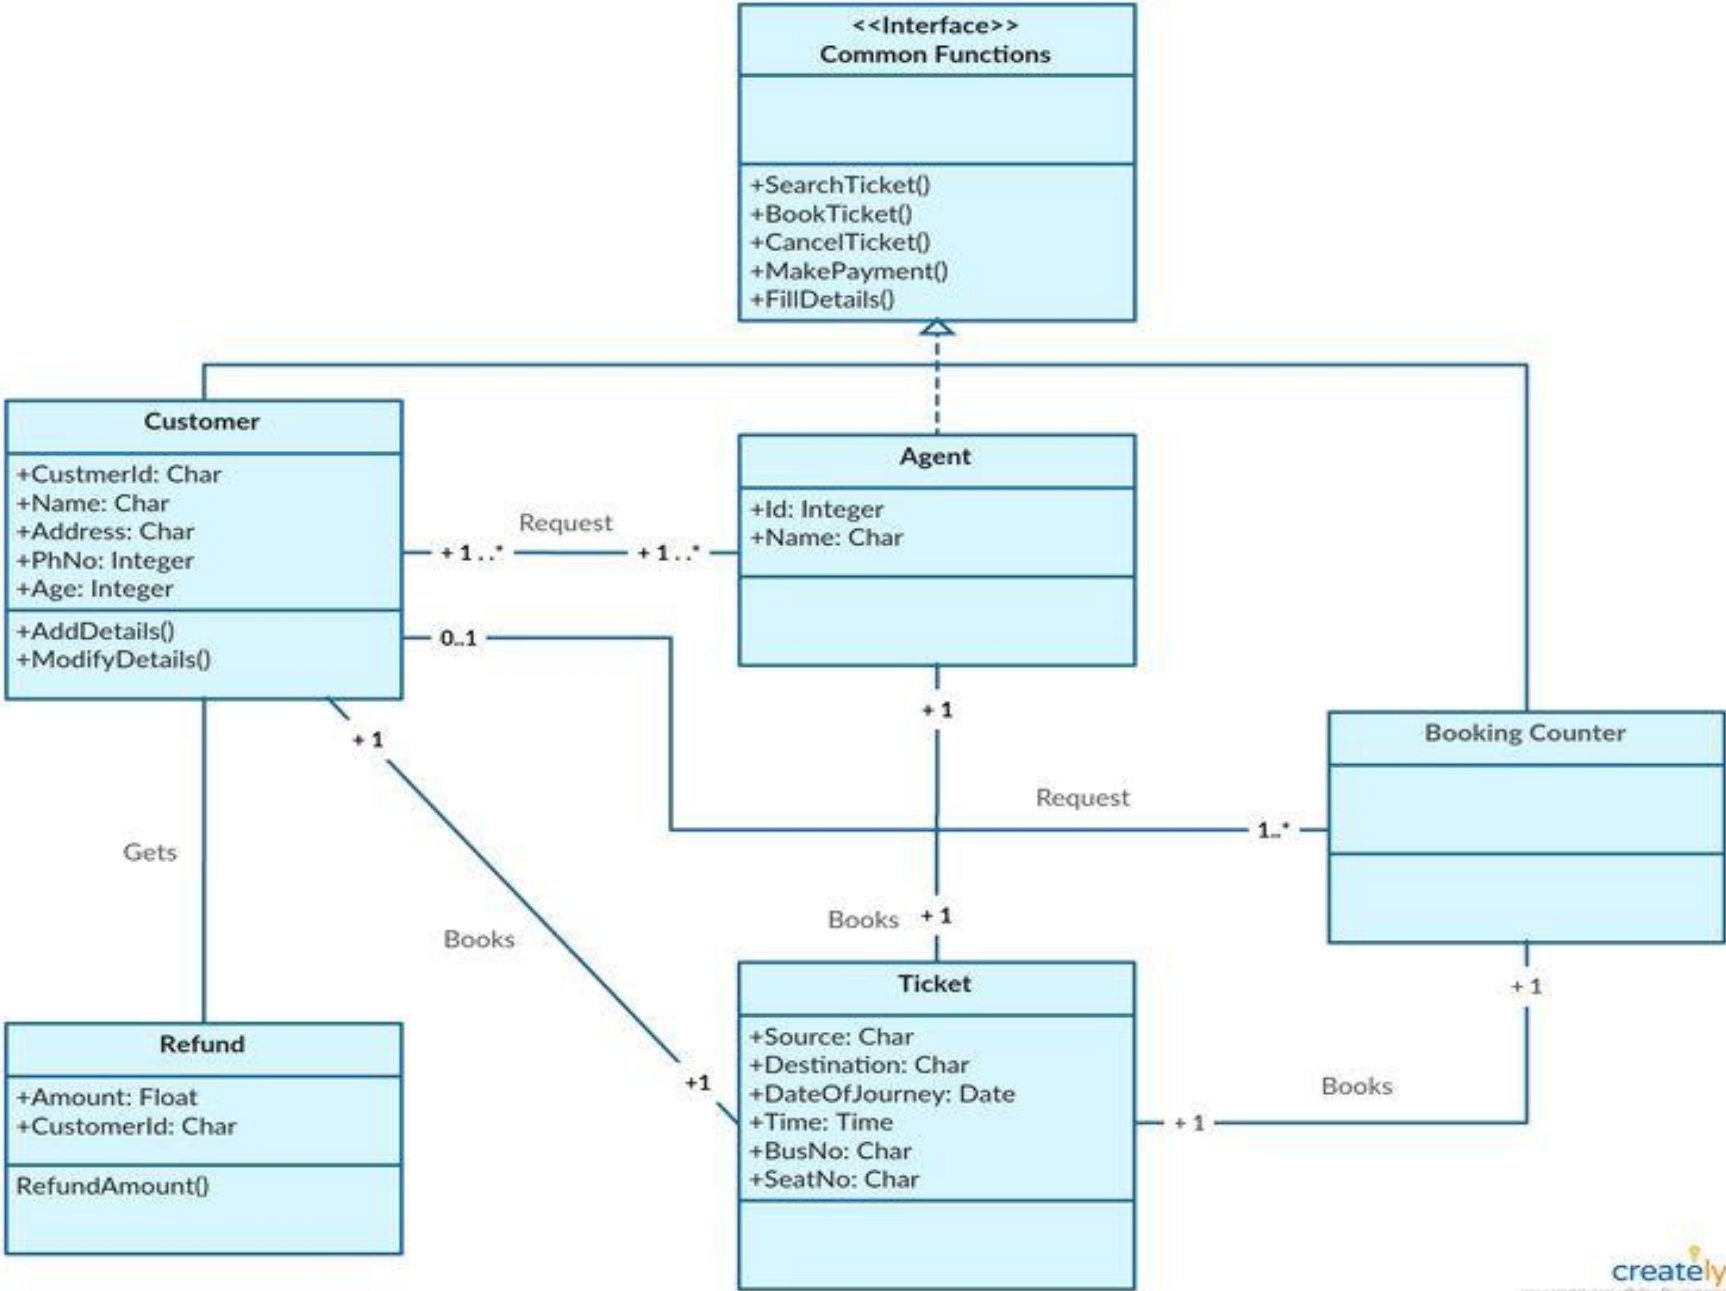 <<Interface>>
Common Functions
+SearchTicket()
+BookTicket()
+CancelTicket()
+MakePayment()
+FillDetails()
Customer
+CustmerId: Char
+Name: Char
+Address: Char
+PhNo: Integer
+Age: Integer
+AddDetails()
+ModifyDetails()
Agent
+Id: Integer
+Name: Char
Request
+ 1 . .*
+ 1 . .*
0..1
+ 1
+ 1
Booking Counter
Request
1..*
Gets
Books
Books
+ 1
+ 1
Refund
+Amount: Float
+CustomerId: Char
RefundAmount()
+1
Ticket
+Source: Char
+Destination: Char
+DateOfJourney: Date
+Time: Time
+BusNo: Char
+SeatNo: Char
Books
+ 1
creately